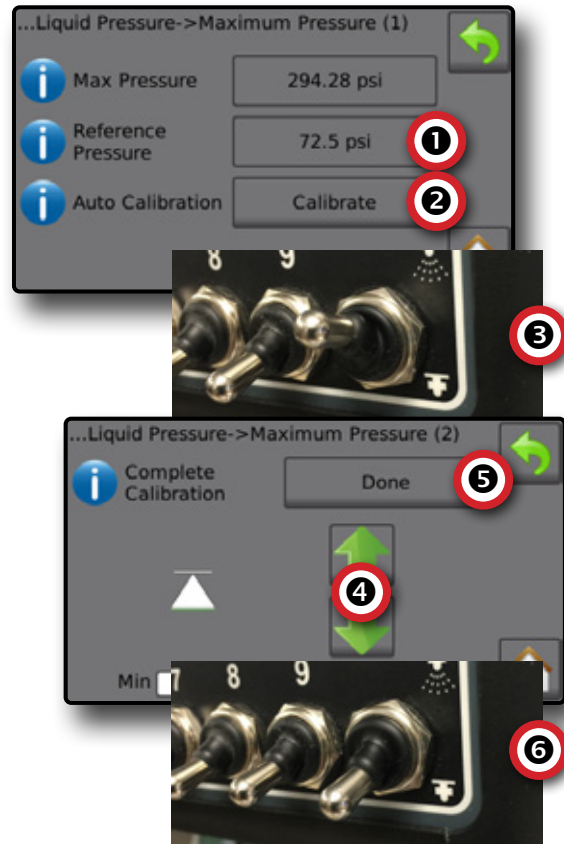 ...Liquid Pressure->Maximum Pressure (1)
Max Pressure
294.28 psi
Reference
Pressure
72.5 psi
1
Auto Calibration
Calibrate
2
8 9
3
...Liquid Pressure->Maximum Pressure (2)
Complete
Calibration
Done
5
4
Min
7 8 9
6